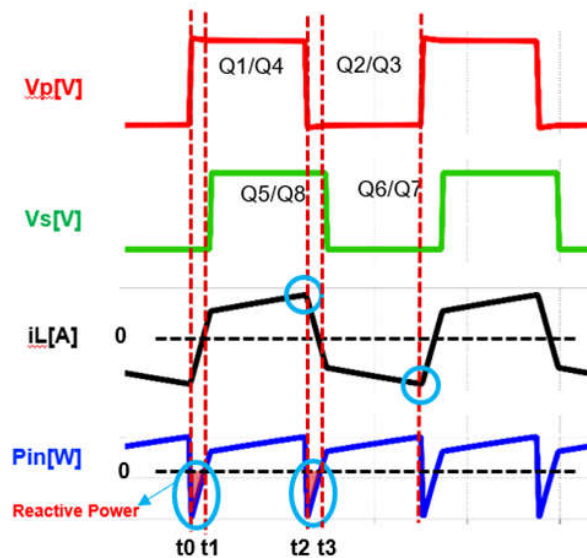 Q1/Q4 Q2/Q3
Vp[V]
Q5/Q8 Q6/Q7
Vs[V]
iL[A] 0
Pin[W] 0
Reactive Power
t0 t1 t2 t3